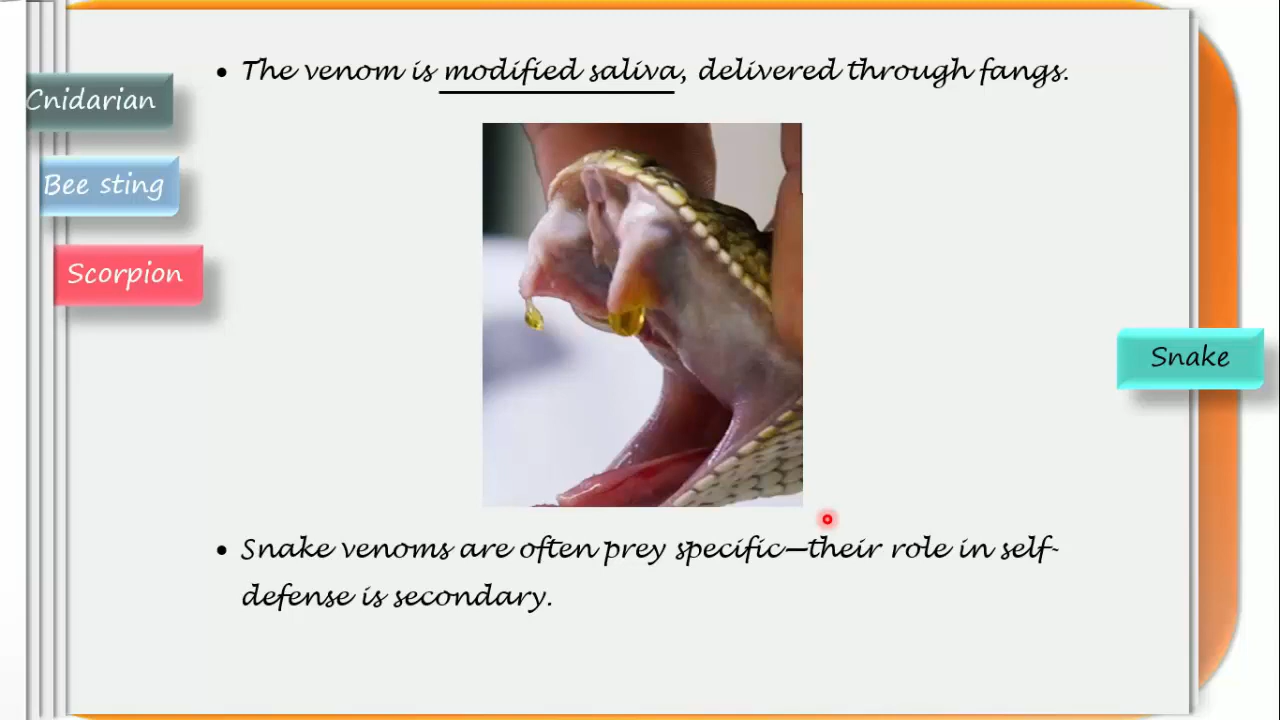 • The venom is modified saliva, delivered through fangs.
Cnidarian
Bee sting
Scorpion
Snake
• Snake venoms are often prey specific—their role in self-
defense is secondary.